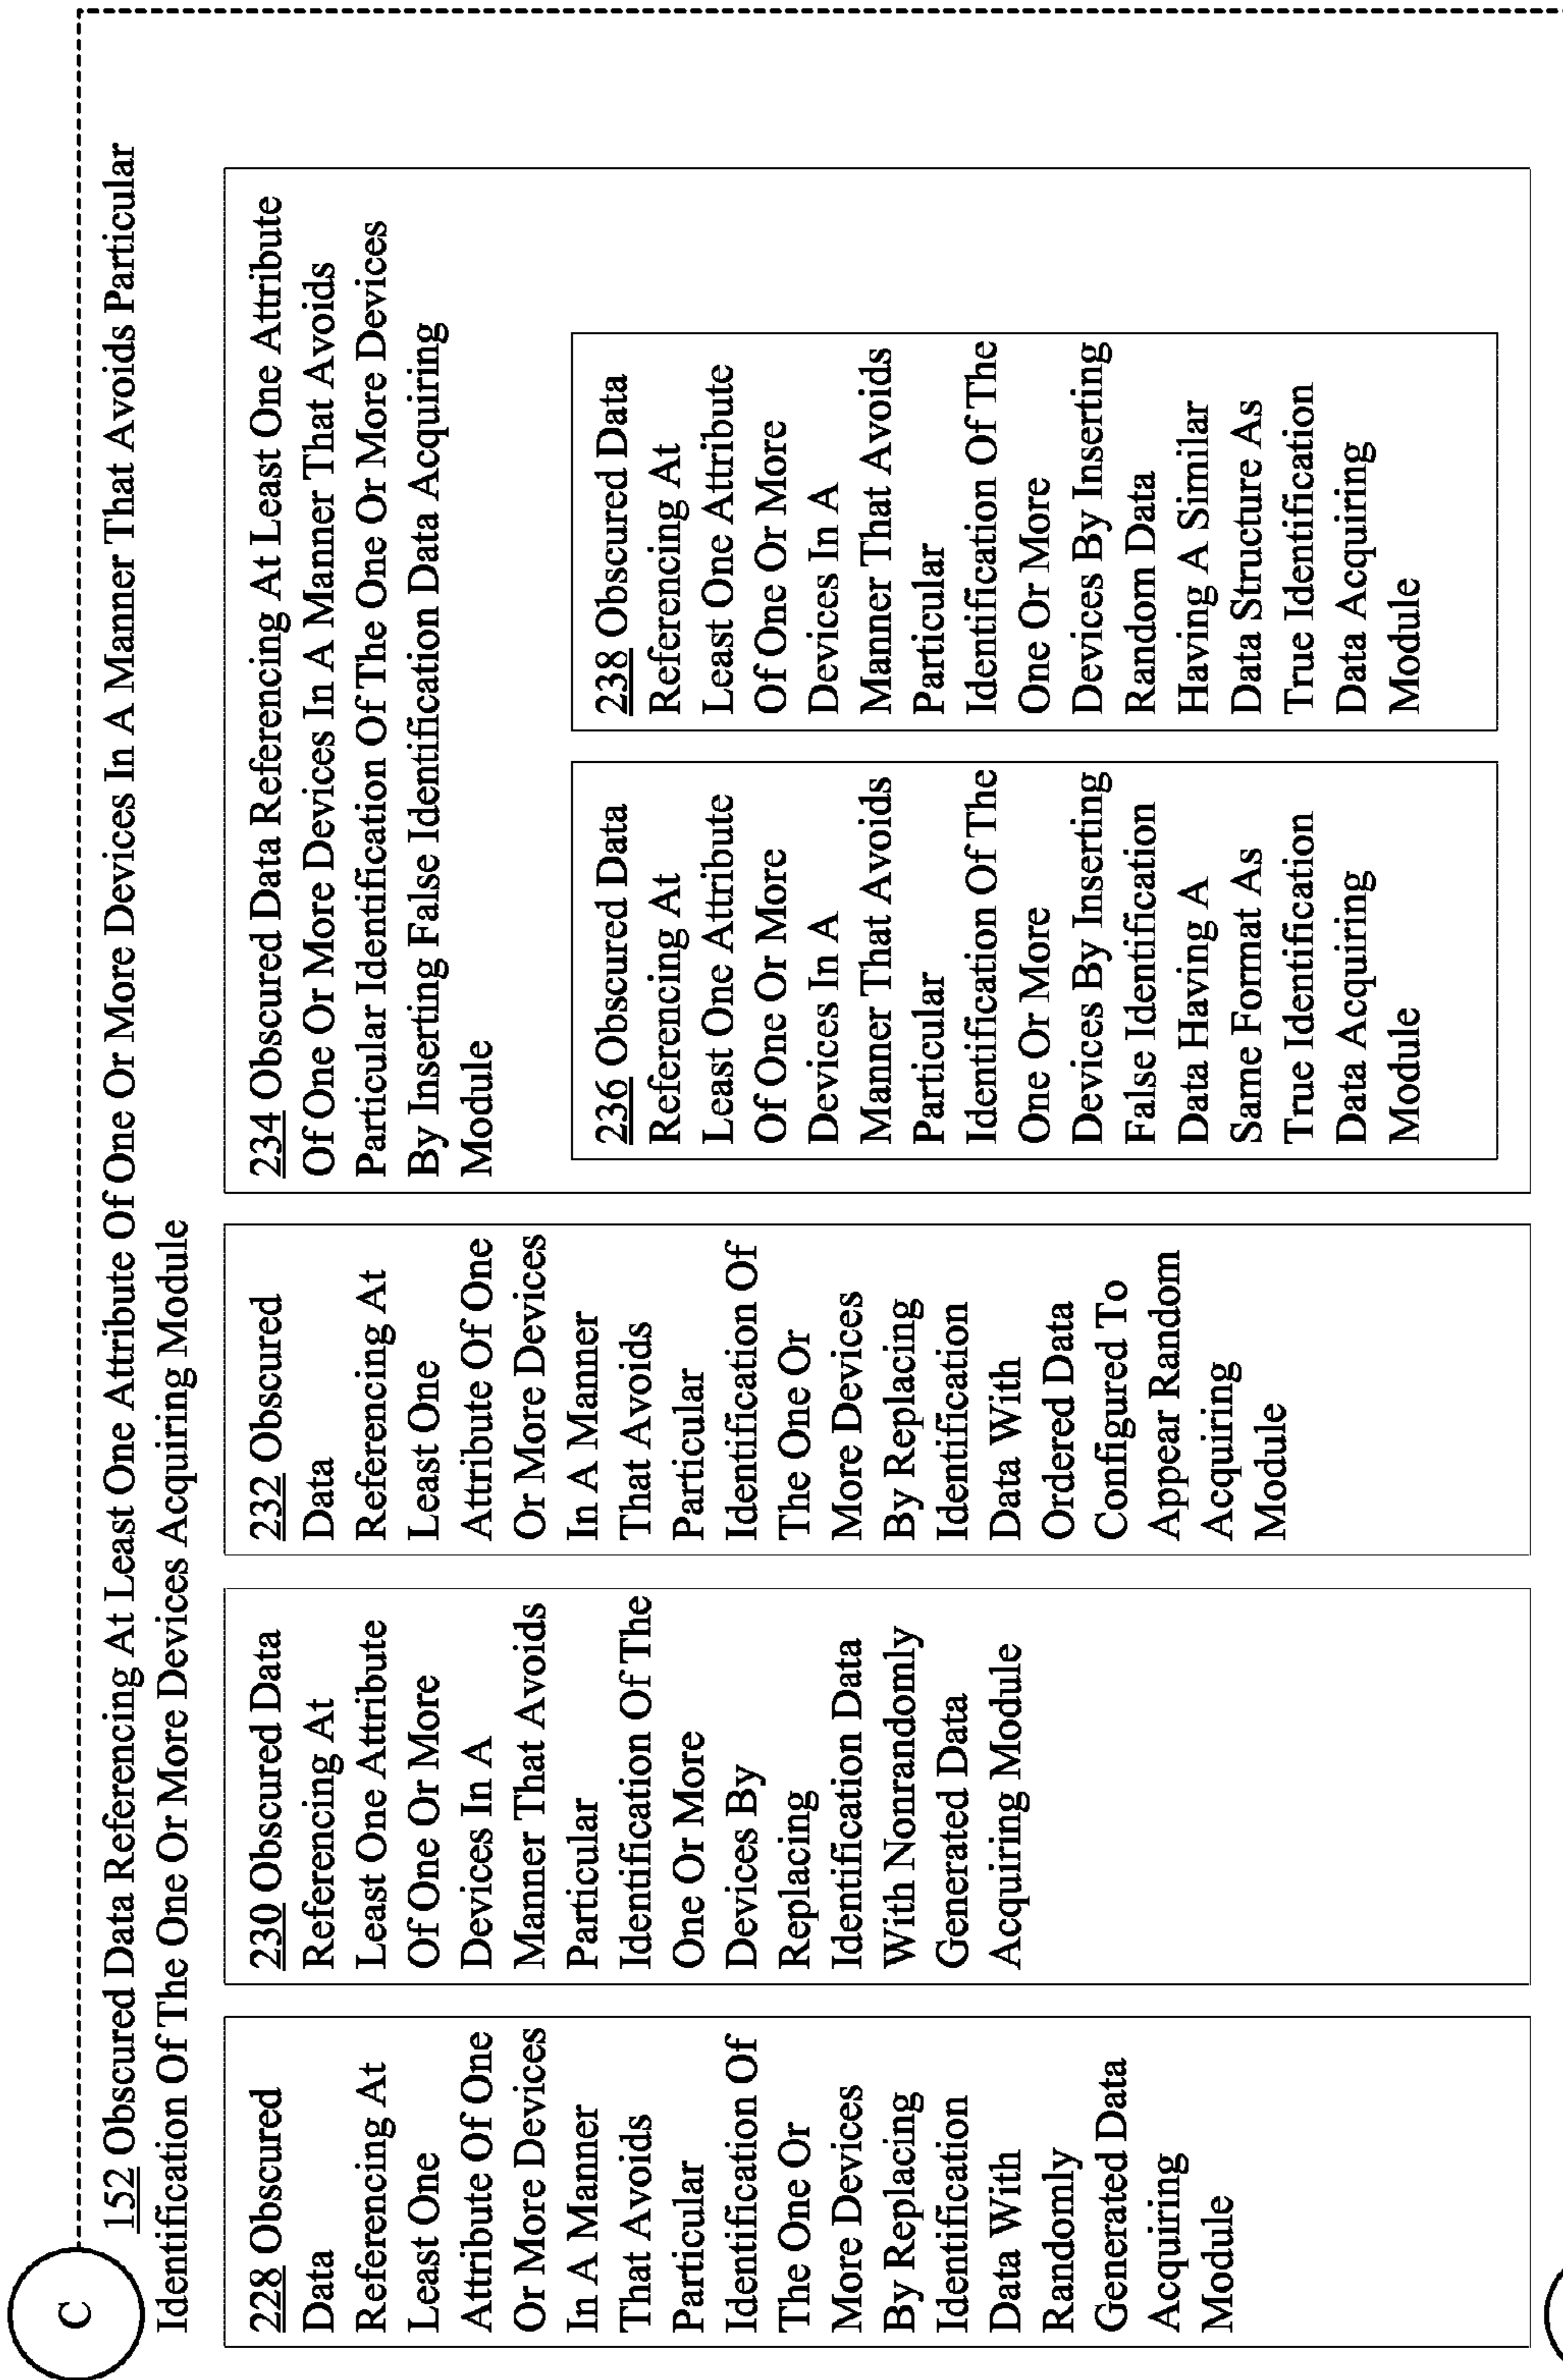 C
152 Obscured Data Referencing At Least One Attribute Of One Or More Devices In A Manner That Avoids Particular
Identification Of The One Or More Devices Acquiring Module
228 Obscured
Data
Referencing At
Least One
Attribute Of One
Or More Devices
In A Manner
That Avoids
Particular
Identification Of
The One Or
More Devices
By Replacing
Identification
Data With
Randomly
Generated Data
Acquiring
Module
230 Obscured Data
Referencing At
Least One Attribute
Of One Or More
Devices In A
Manner That Avoids
Particular
Identification Of The
One Or More
Devices By
Replacing
Identification Data
With Nonrandomly
Generated Data
Acquiring Module
232 Obscured
Data
Referencing At
Least One
Attribute Of One
Or More Devices
In A Manner
That Avoids
Particular
Identification Of
The One Or
More Devices
By Replacing
Identification
Data With
Ordered Data
Configured To
Appear Random
Acquiring
Module
234 Obscured Data Referencing At Least One Attribute
Of One Or More Devices In A Manner That Avoids
Particular Identification Of The One Or More Devices
By Inserting False Identification Data Acquiring
Module
236 Obscured Data
Referencing At
Least One Attribute
Of One Or More
Devices In A
Manner That Avoids
Particular
Identification Of The
One Or More
Devices By Inserting
False Identification
Data Having A
Same Format As
True Identification
Data Acquiring
Module
238 Obscured Data
Referencing At
Least One Attribute
Of One Or More
Devices In A
Manner That Avoids
Particular
Identification Of The
One Or More
Devices By Inserting
Random Data
Having A Similar
Data Structure As
True Identification
Data Acquiring
Module